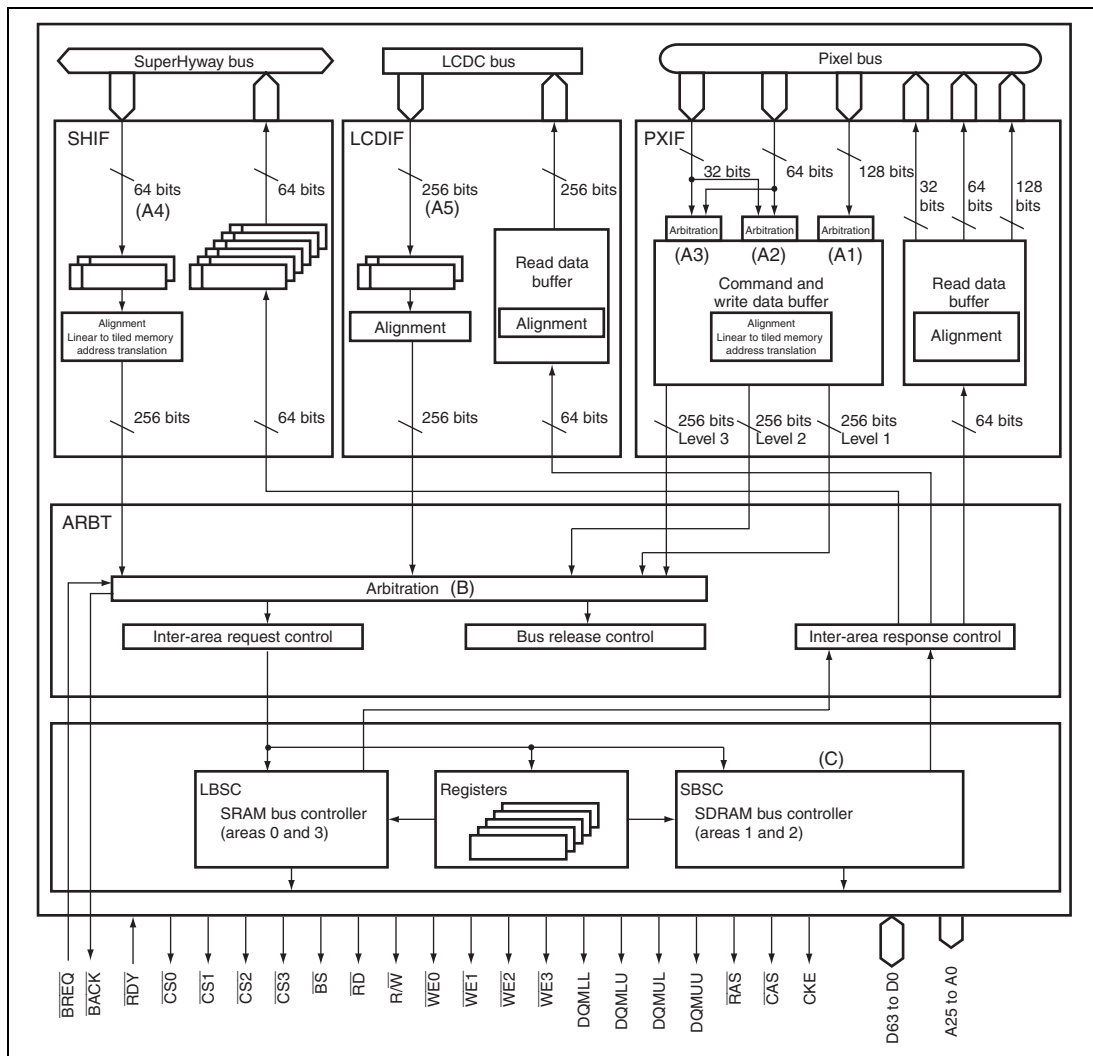 SuperHyway bus
LCDC bus
Pixel bus
SHIF
LCDIF
PXIF
64 bits
(A4)
64 bits
256 bits
(A5)
256 bits
32 bits
64 bits
128 bits
32
bits
64
bits
128
bits
Arbitration
Arbitration
Arbitration
(A3)
(A2)
(A1)
Read data
buffer
Alignment
Command and
write data buffer
Alignment
Linear to tiled memory
address translation
Read data
buffer
Alignment
Alignment
Linear to tiled memory
address translation
Alignment
256 bits
64 bits
256 bits
64 bits
256 bits
Level 3
256 bits
Level 2
256 bits
Level 1
64 bits
ARBT
Arbitration (B)
Inter-area request control
Bus release control
Inter-area response control
(C)
LBSC
SRAM bus controller
(areas 0 and 3)
Registers
SBSC
SDRAM bus controller
(areas 1 and 2)
BREQ
BACK
RDY
CS0
CS1
CS2
CS3
BS
RD
R/W
WE0
WE1
WE2
WE3
DQMLL
DQMLU
DQMUL
DQMUU
RAS
CAS
CKE
D63 to D0
A25 to A0